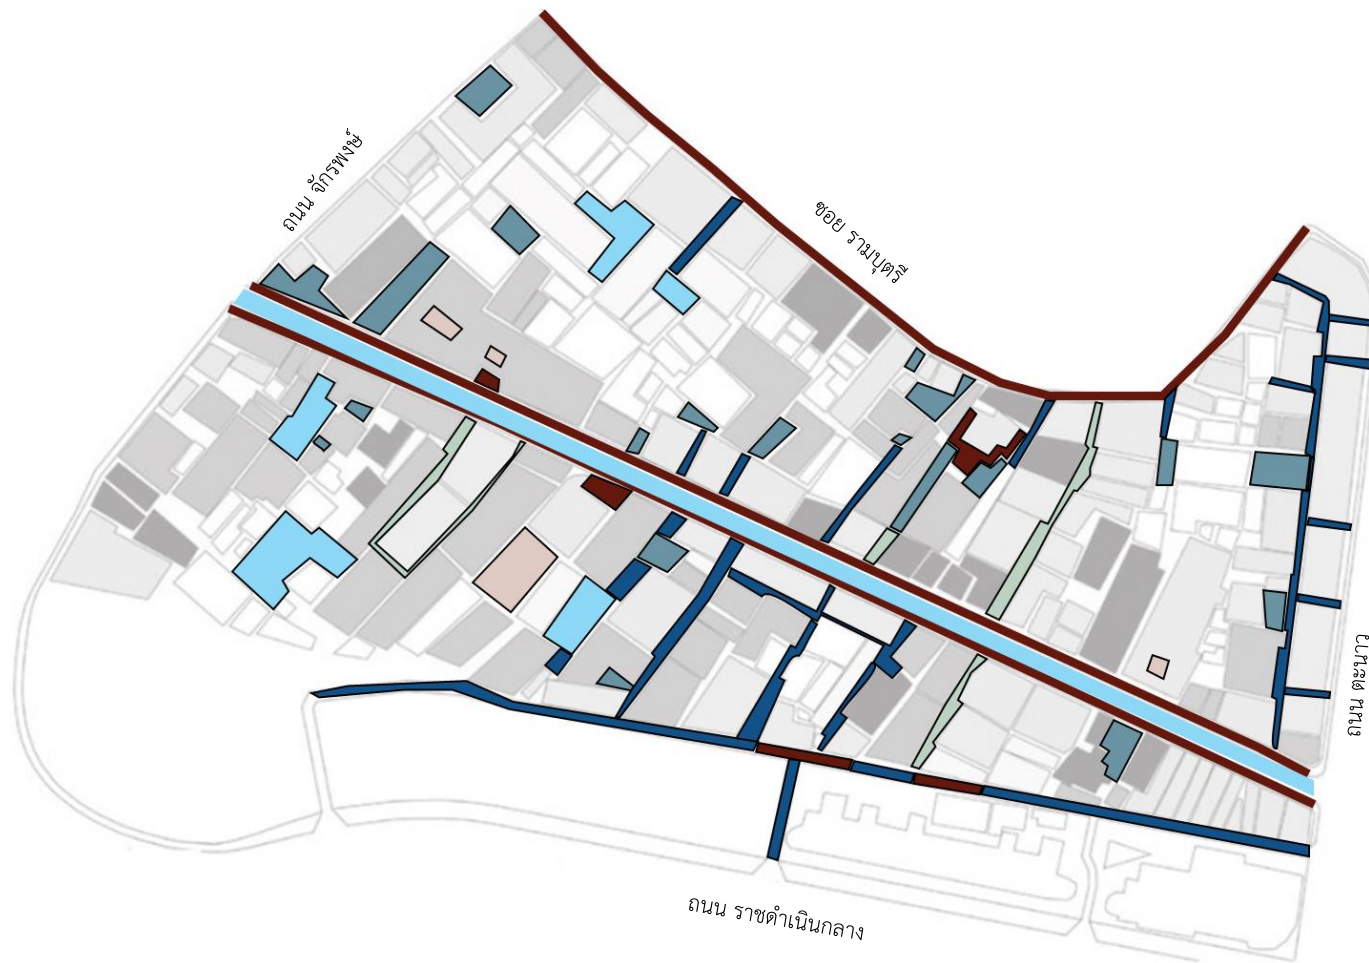 ถนน จักรพงษ์
ซอย รามบุตรี
ถนน ตะนาว
ถนน ราชดำเนินกลาง